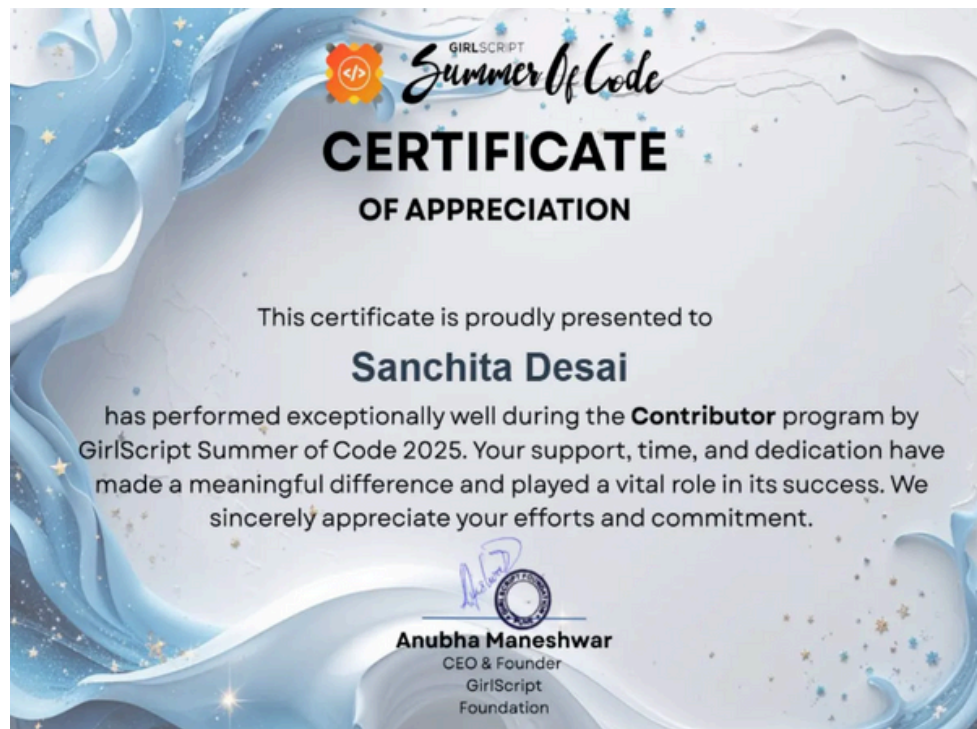 GIRLSCRIPT
Summer Of Code
</>
CERTIFICATE
OF APPRECIATION
This certificate is proudly presented to
Sanchita Desai
has performed exceptionally well during the Contributor program by
GirlScript Summer of Code 2025. Your support, time, and dedication have
made a meaningful difference and played a vital role in its success. We
sincerely appreciate your efforts and commitment.
GIRLSCRIPT FOUNDATION
Anubha Maneshwar
CEO & Founder
GirlScript
Foundation